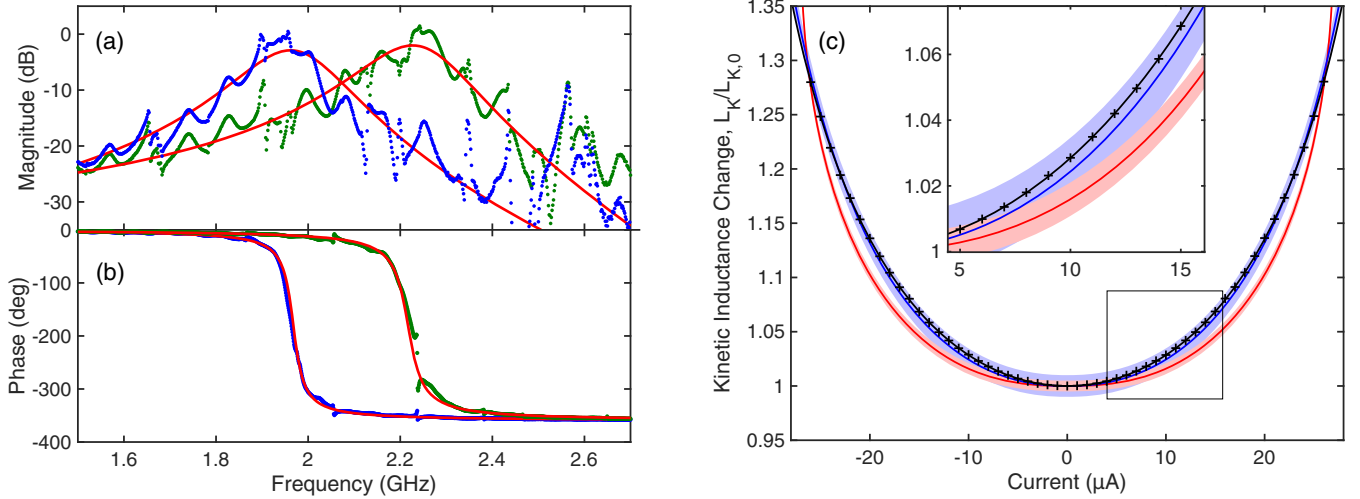 (a)
Magnitude (dB)
0
-10
-20
-30
(b)
Phase (deg)
0
-100
-200
-300
-400
1.6 1.8 2 2.2 2.4 2.6
Frequency (GHz)
(c)
Kinetic Inductance Change, L_K/L_K,0
1.35
1.3
1.25
1.2
1.15
1.1
1.05
1
0.95
-20 -10 0 10 20
Current (μA)
1.06
1.04
1.02
1
5 10 15